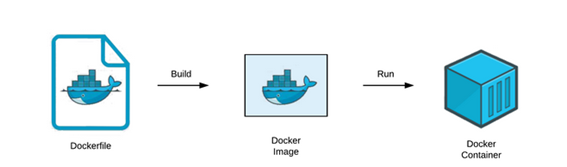 Build
Run
Dockerfile
Docker
Image
Docker
Container